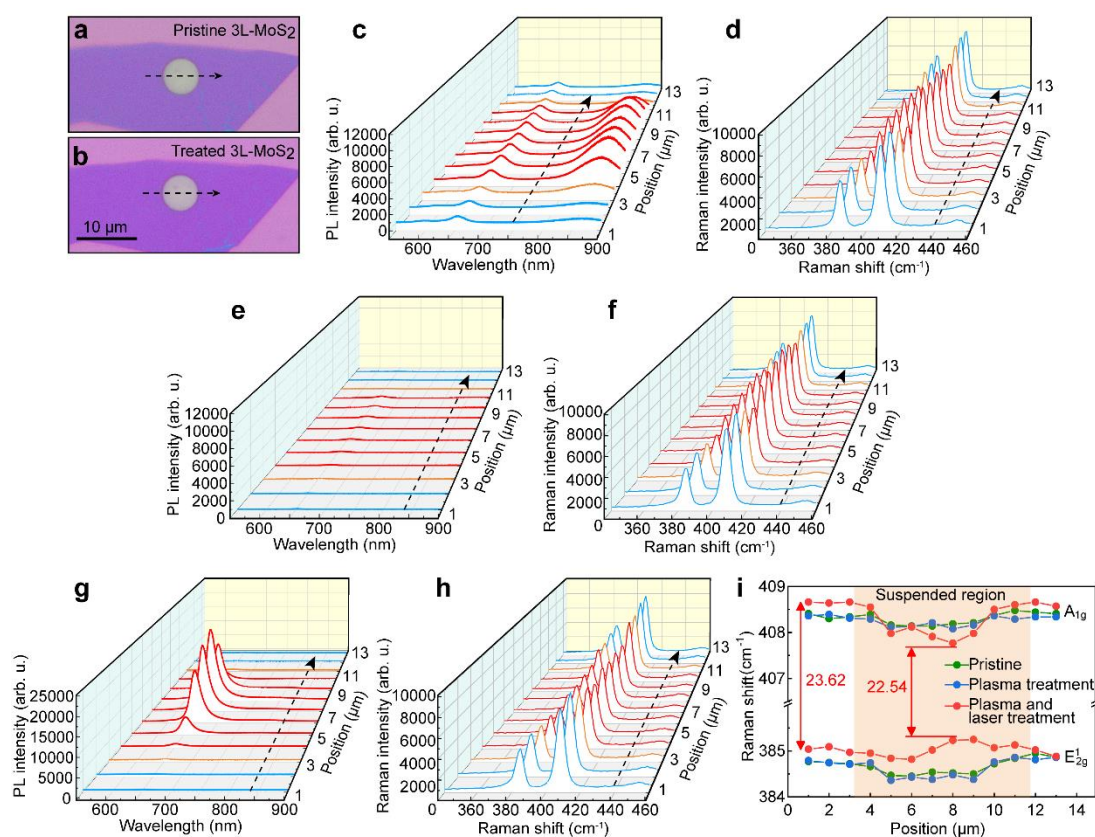 a
Pristine 3L-MoS2
b
Treated 3L-MoS2
10 μm
c
PL intensity (arb. u.)
12000
10000
8000
6000
4000
2000
0
600
700
800
900
Wavelength (nm)
1
3
5
7
9
11
13
Position (μm)
d
Raman intensity (arb. u.)
10000
8000
6000
4000
2000
0
360
380
400
420
440
460
Raman shift (cm⁻¹)
1
3
5
7
9
11
13
Position (μm)
e
PL intensity (arb. u.)
12000
10000
8000
6000
4000
2000
0
600
700
800
900
Wavelength (nm)
1
3
5
7
9
11
13
Position (μm)
f
Raman intensity (arb. u.)
10000
8000
6000
4000
2000
0
360
380
400
420
440
460
Raman shift (cm⁻¹)
1
3
5
7
9
11
13
Position (μm)
g
PL intensity (arb. u.)
25000
20000
15000
10000
5000
0
600
700
800
900
Wavelength (nm)
1
3
5
7
9
11
13
Position (μm)
h
Raman intensity (arb. u.)
10000
8000
6000
4000
2000
0
360
380
400
420
440
460
Raman shift (cm⁻¹)
1
3
5
7
9
11
13
Position (μm)
i
Raman shift(cm⁻¹)
409
408
407
385
384
Suspended region
A1g
23.62
22.54
Pristine
Plasma treatment
Plasma and
laser treatment
E¹2g
0 2 4 6 8 10 12 14
Position (μm)